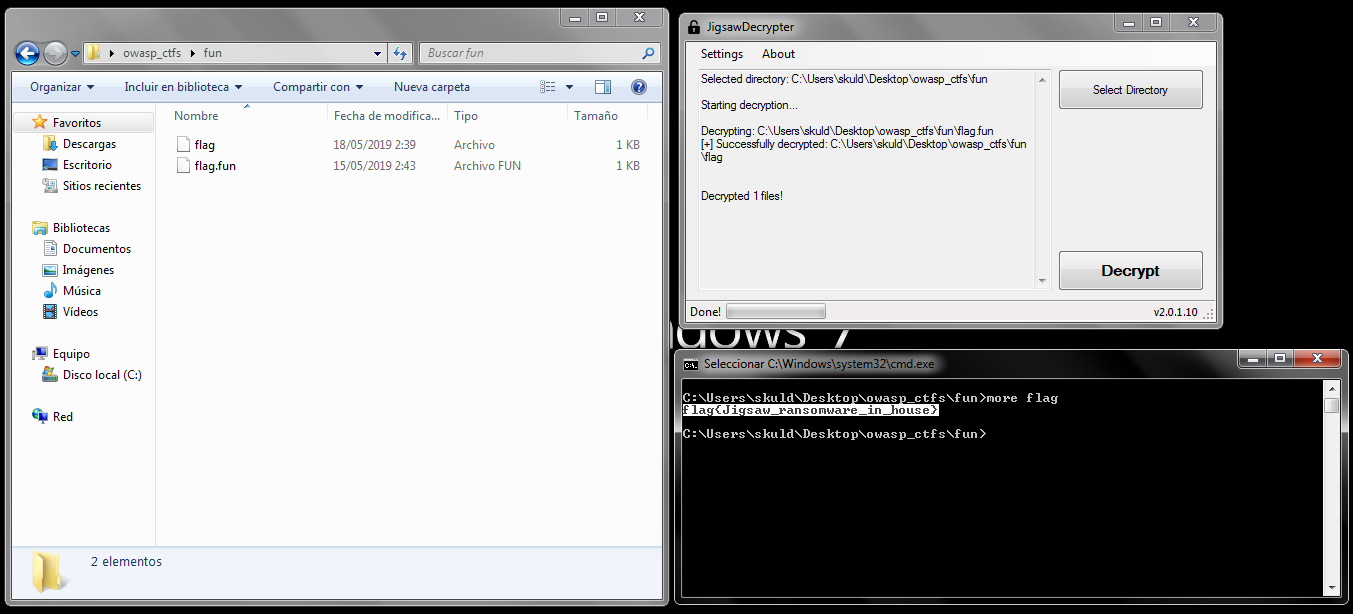 owasp_ctfs
fun
Buscar fun
Organizar
Incluir en biblioteca
Compartir con
Nueva carpeta
Favoritos
Descargas
Escritorio
Sitios recientes
Bibliotecas
Documentos
Imágenes
Música
Vídeos
Equipo
Disco local (C:)
Red
Nombre Fecha de modifica... Tipo Tamaño
flag 18/05/2019 2:39 Archivo 1 KB
flag.fun 15/05/2019 2:43 Archivo FUN 1 KB
2 elementos
JigsawDecrypter
Settings About
Selected directory: C:\Users\skuld\Desktop\owasp_ctfs\fun
Starting decryption...
Decrypting: C:\Users\skuld\Desktop\owasp_ctfs\fun\flag.fun
[+] Successfully decrypted: C:\Users\skuld\Desktop\owasp_ctfs\fun
\flag
Decrypted 1 files!
Select Directory
Decrypt
Done!
v2.0.1.10
Seleccionar C:\Windows\system32\cmd.exe
C:\Users\skuld\Desktop\owasp_ctfs\fun>more flag
flag{Jigsaw_ransomware_in_house}
C:\Users\skuld\Desktop\owasp_ctfs\fun>